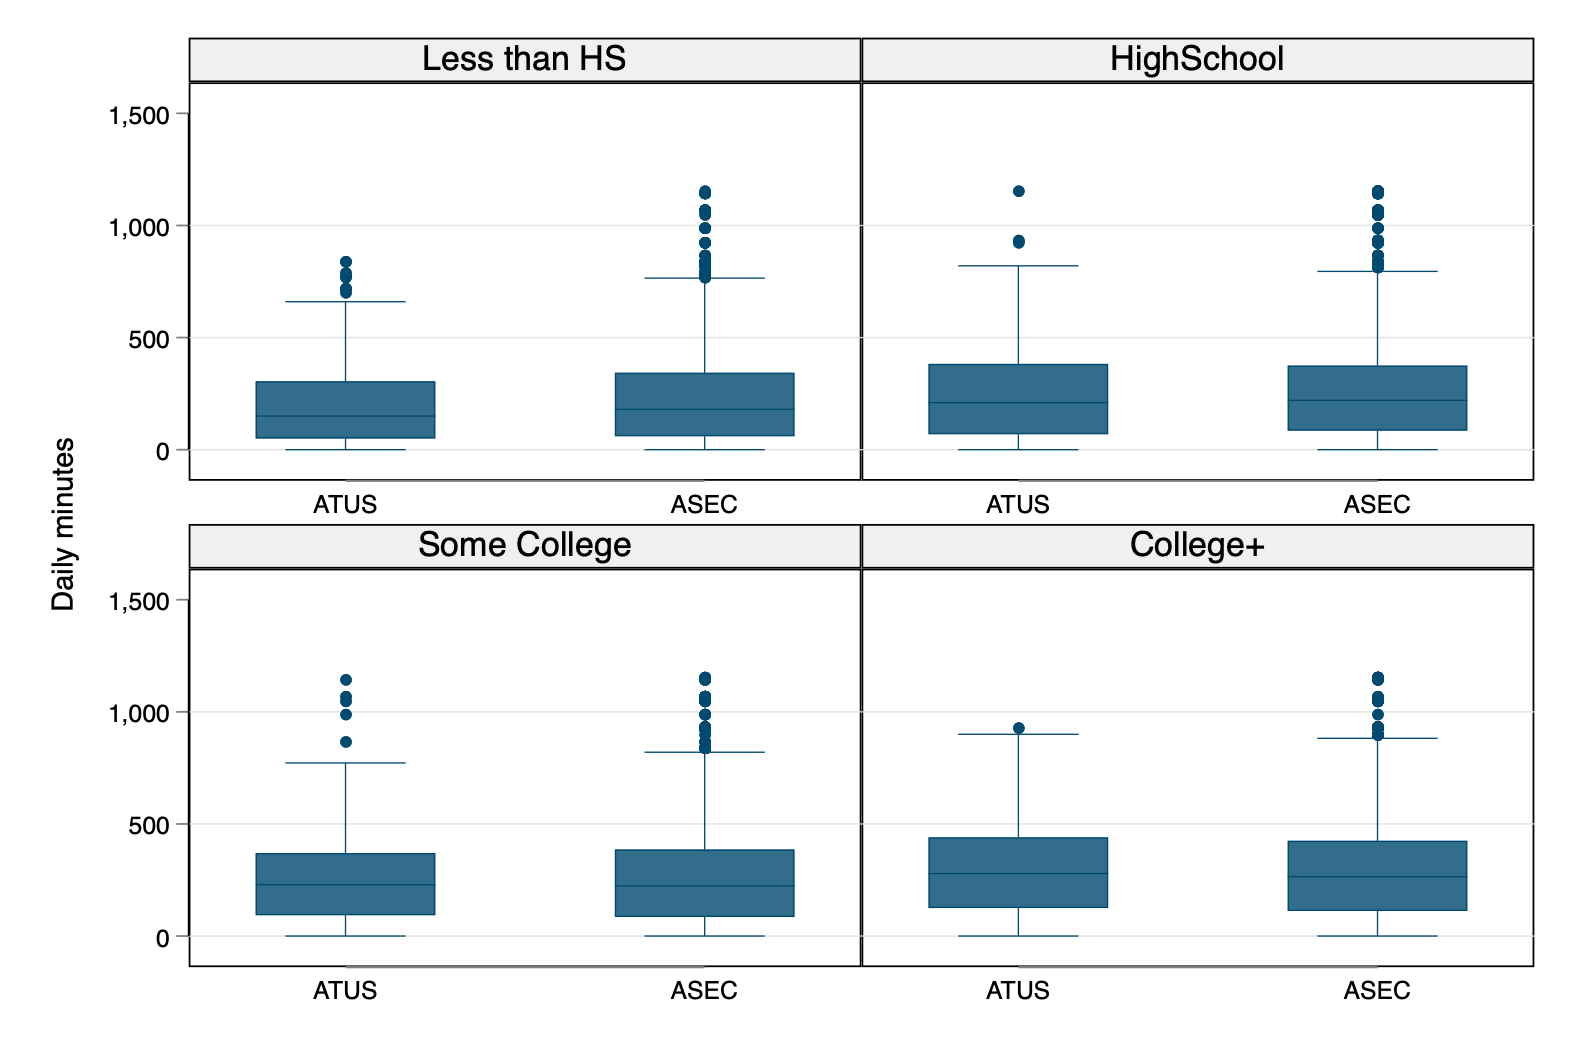 Less than HS
HighSchool
1,500
1,000
500
0
ATUS
ASEC
ATUS
ASEC
Daily minutes
Some College
College+
1,500
1,000
500
0
ATUS
ASEC
ATUS
ASEC